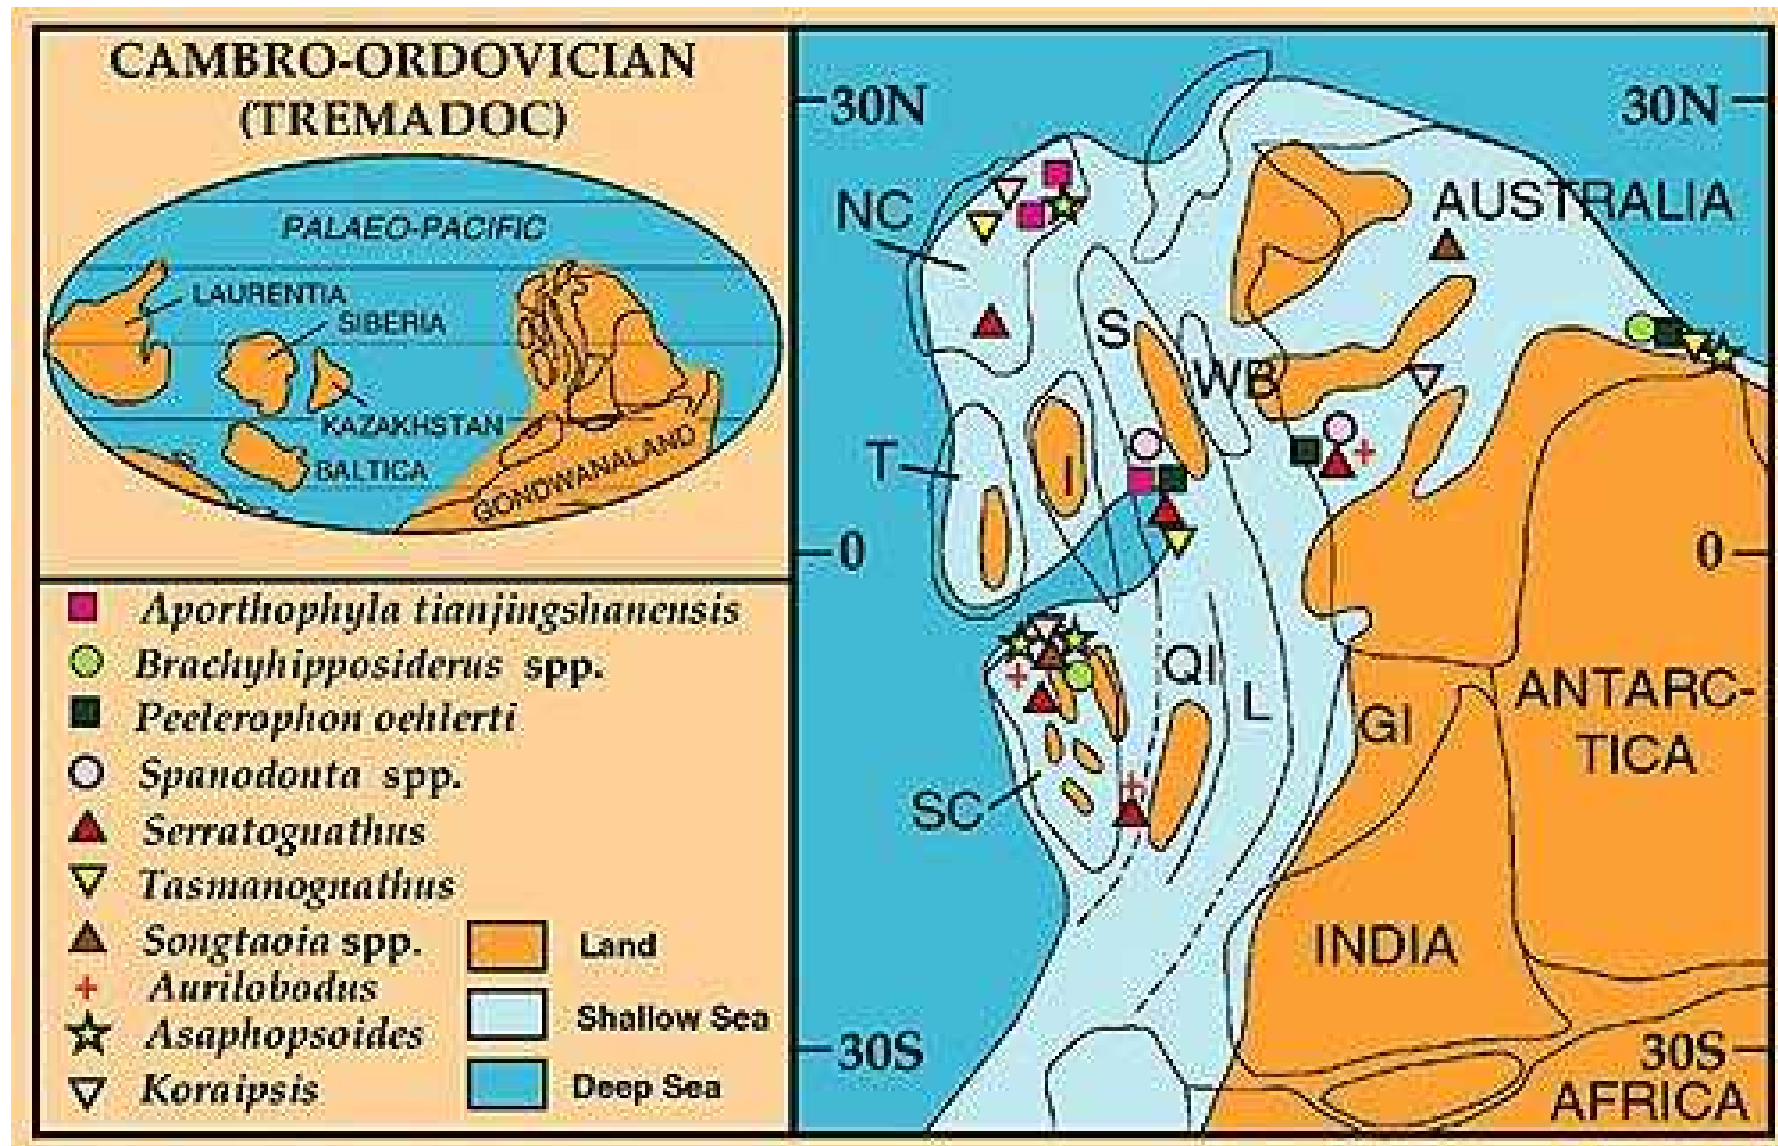 CAMBRO-ORDOVICIAN
(TREMADOC)
PALAEO-PACIFIC
LAURENTIA
SIBERIA
KAZAKHSTAN
BALTICA
GONDWANALAND
Aporthophyla tianjingshanensis
Brachyhipposiderus spp.
Peelerophon oehlerti
Spanodonta spp.
Serratognathus
Tasmanognathus
Songtaoia spp.
Aurilobodus
Asaphopsoides
Koraipsis
Land
Shallow Sea
Deep Sea
30N
30N
NC
AUSTRALIA
S
WB
T
I
0
0
QI
L
GI
ANTARC-
TICA
SC
INDIA
30S
30S
AFRICA